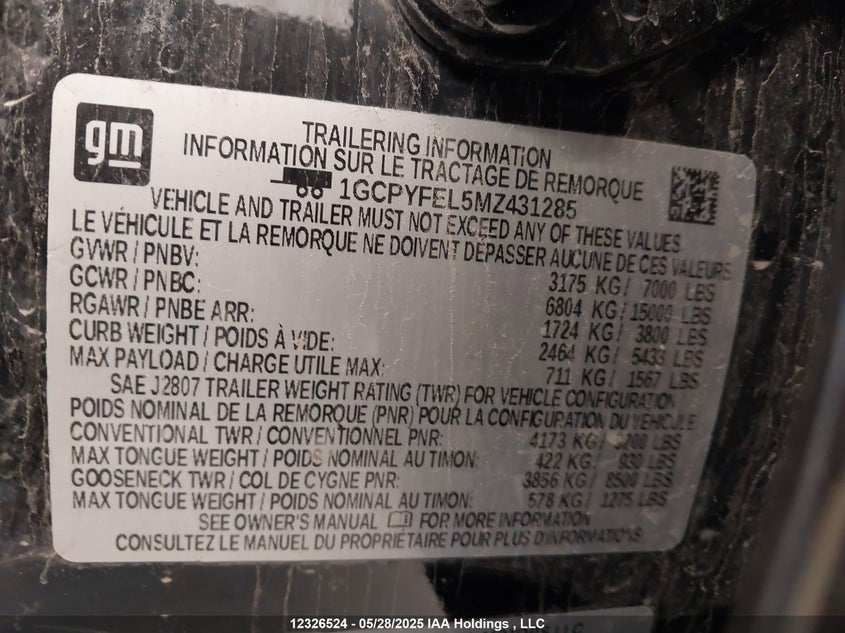 gm
TRAILERING INFORMATION
INFORMATION SUR LE TRACTAGE DE REMORQUE
1GCPYFEL5MZ431285
VEHICLE AND TRAILER MUST NOT EXCEED ANY OF THESE VALUES
LE VÉHICULE ET LA REMORQUE NE DOIVENT DÉPASSER AUCUNE DE CES VALEURS
GVWR / PNBV: 3175 KG / 7000 LBS
GCWR / PNBC: 6804 KG / 15000 LBS
RGAWR / PNBE ARR: 1724 KG / 3800 LBS
CURB WEIGHT / POIDS À VIDE: 2464 KG / 5433 LBS
MAX PAYLOAD / CHARGE UTILE MAX: 711 KG / 1567 LBS
SAE J2807 TRAILER WEIGHT RATING (TWR) FOR VEHICLE CONFIGURATION
POIDS NOMINAL DE LA REMORQUE (PNR) POUR LA CONFIGURATION DU VEHICULE
CONVENTIONAL TWR / CONVENTIONNEL PNR: 4173 KG / 9200 LBS
MAX TONGUE WEIGHT / POIDS NOMINAL AU TIMON: 422 KG / 930 LBS
GOOSENECK TWR / COL DE CYGNE PNR: 3856 KG / 8500 LBS
MAX TONGUE WEIGHT / POIDS NOMINAL AU TIMON: 578 KG / 1275 LBS
SEE OWNER'S MANUAL FOR MORE INFORMATION
CONSULTEZ LE MANUEL DU PROPRIÉTAIRE POUR PLUS D'INFORMATIONS
12326524 - 05/28/2025 IAA Holdings , LLC